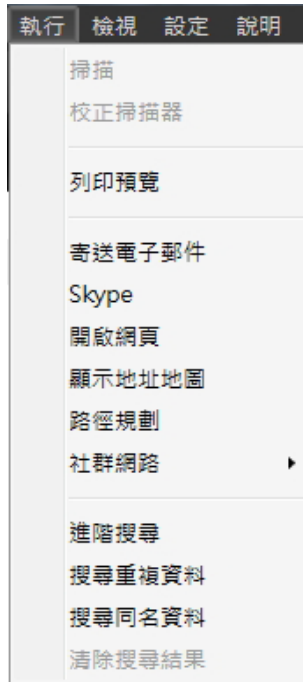 執行 檢視 設定 說明
掃描
校正掃描器
列印預覽
寄送電子郵件
Skype
開啟網頁
顯示地址地圖
路徑規劃
社群網路
進階搜尋
搜尋重複資料
搜尋同名資料
清除搜尋結果